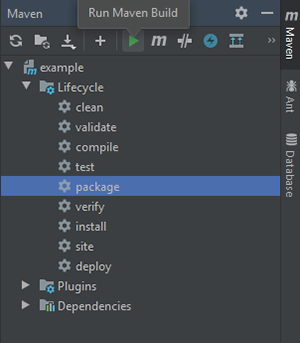 Run Maven Build
Maven
example
Lifecycle
clean
validate
compile
test
package
verify
install
site
deploy
Plugins
Dependencies
m
Maven
Ant
Database